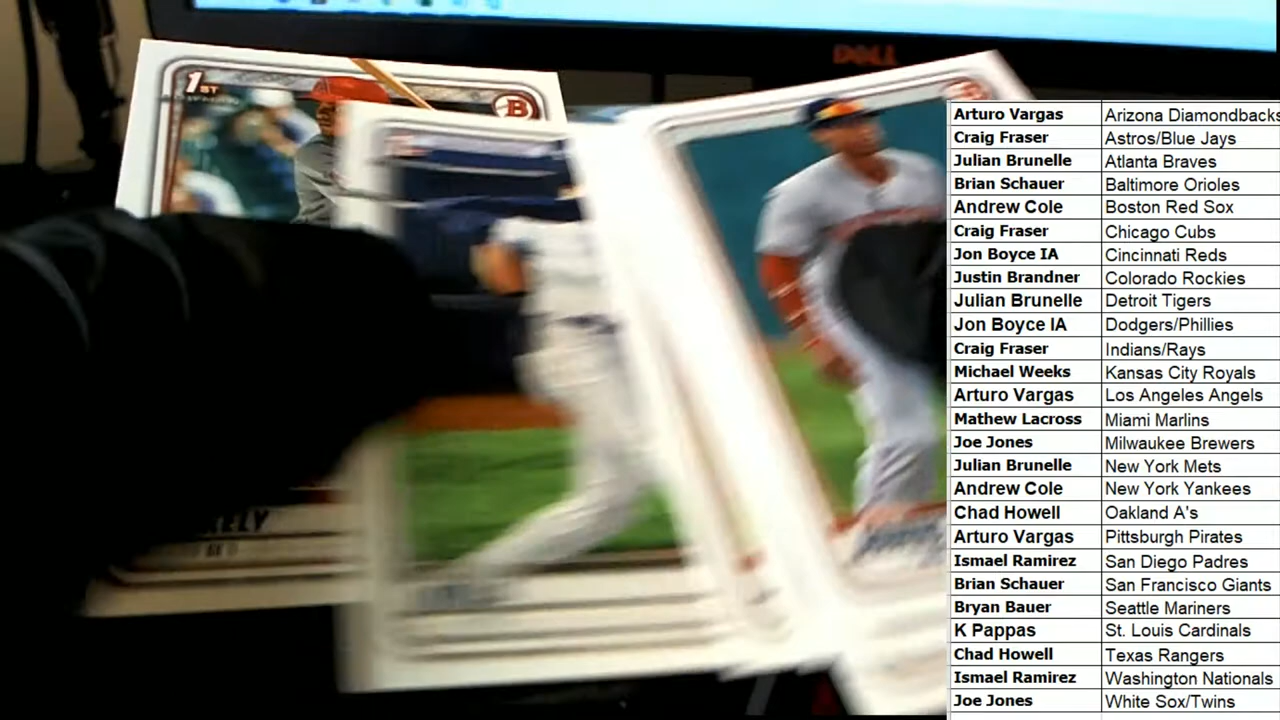 DELL
1ST
B
Arturo Vargas Arizona Diamondbacks
Craig Fraser Astros/Blue Jays
Julian Brunelle Atlanta Braves
Brian Schauer Baltimore Orioles
Andrew Cole Boston Red Sox
Craig Fraser Chicago Cubs
Jon Boyce IA Cincinnati Reds
Justin Brandner Colorado Rockies
Julian Brunelle Detroit Tigers
Jon Boyce IA Dodgers/Phillies
Craig Fraser Indians/Rays
Michael Weeks Kansas City Royals
Arturo Vargas Los Angeles Angels
Mathew Lacross Miami Marlins
Joe Jones Milwaukee Brewers
Julian Brunelle New York Mets
Andrew Cole New York Yankees
Chad Howell Oakland A's
Arturo Vargas Pittsburgh Pirates
Ismael Ramirez San Diego Padres
Brian Schauer San Francisco Giants
Bryan Bauer Seattle Mariners
K Pappas St. Louis Cardinals
Chad Howell Texas Rangers
Ismael Ramirez Washington Nationals
Joe Jones White Sox/Twins